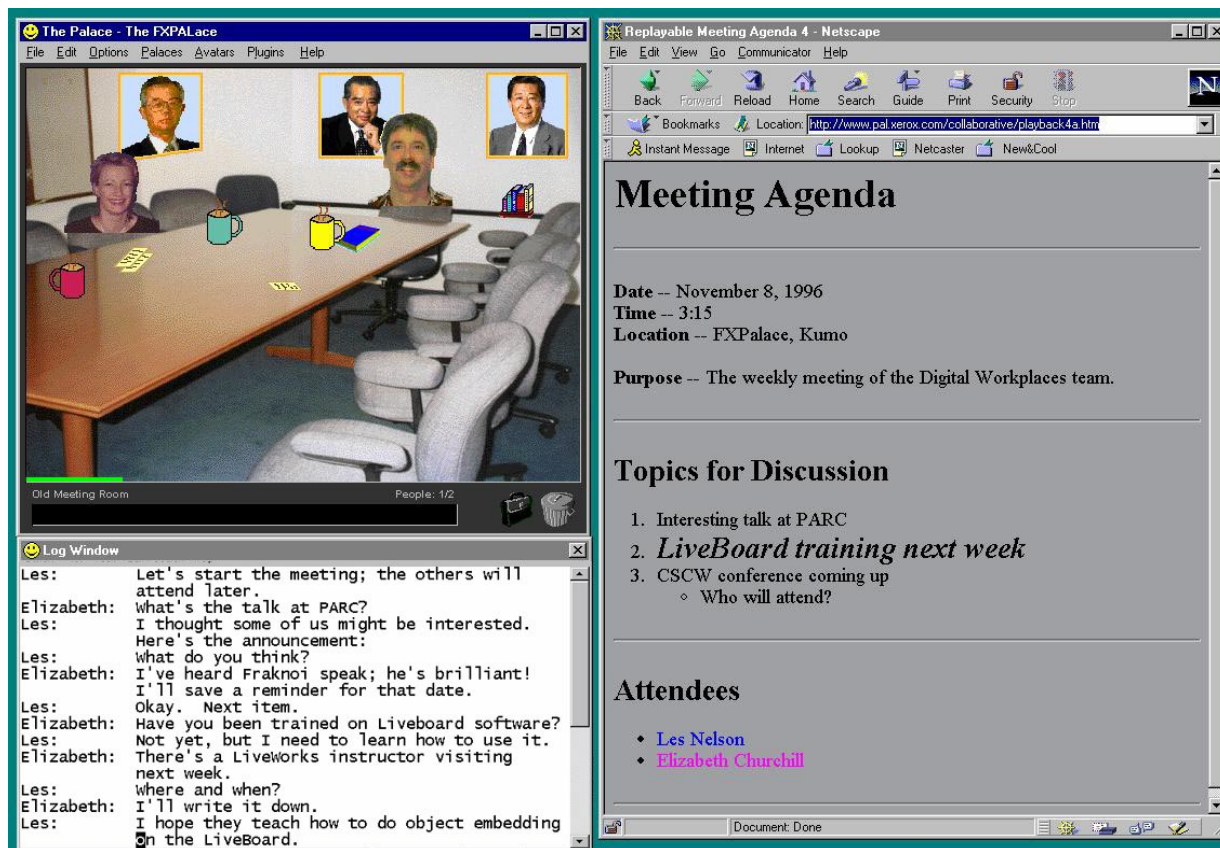 The Palace - The FXPALace
File Edit Options Palaces Avatars Plugins Help
Old Meeting Room People: 1/2
Log Window
Les: Let's start the meeting; the others will
attend later.
Elizabeth: What's the talk at PARC?
Les: I thought some of us might be interested.
Here's the announcement:
Les: What do you think?
Elizabeth: I've heard Fraknoi speak; he's brilliant!
I'll save a reminder for that date.
Les: Okay. Next item.
Elizabeth: Have you been trained on Liveboard software?
Les: Not yet, but I need to learn how to use it.
Elizabeth: There's a LiveWorks instructor visiting
next week.
Les: Where and when?
Elizabeth: I'll write it down.
Les: I hope they teach how to do object embedding
on the LiveBoard.
Replayable Meeting Agenda 4 - Netscape
File Edit View Go Communicator Help
Back Forward Reload Home Search Guide Print Security Stop
N
Bookmarks Location: http://www.pal.xerox.com/collaborative/playback4a.htm
Instant Message Internet Lookup Netcaster New&Cool
Meeting Agenda
Date -- November 8, 1996
Time -- 3:15
Location -- FXPalace, Kumo
Purpose -- The weekly meeting of the Digital Workplaces team.
Topics for Discussion
1. Interesting talk at PARC
2. LiveBoard training next week
3. CSCW conference coming up
◦ Who will attend?
Attendees
• Les Nelson
• Elizabeth Churchill
Document: Done